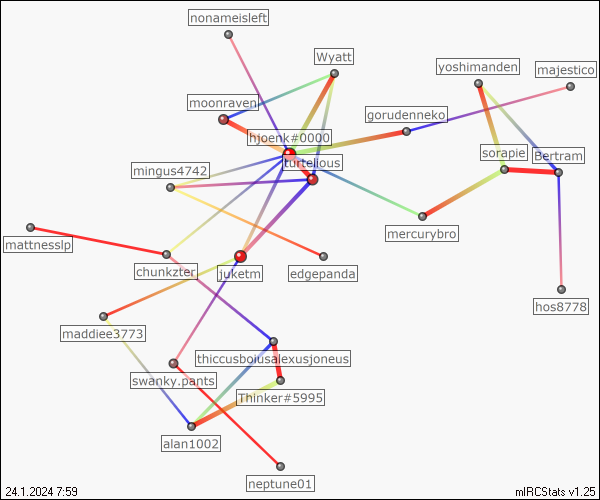 nonameisleft
Wyatt
yoshimanden
majestico
moonraven
gorudenneko
hjoenk#0000
turtelious
sorapie
Bertram
mingus4742
mercurybro
mattnesslp
chunkzter
juketm
edgepanda
hos8778
maddiee3773
thiccusboiusalexusjoneus
swanky.pants
Thinker#5995
alan1002
neptune01
24.1.2024 7:59
mIRCStats v1.25